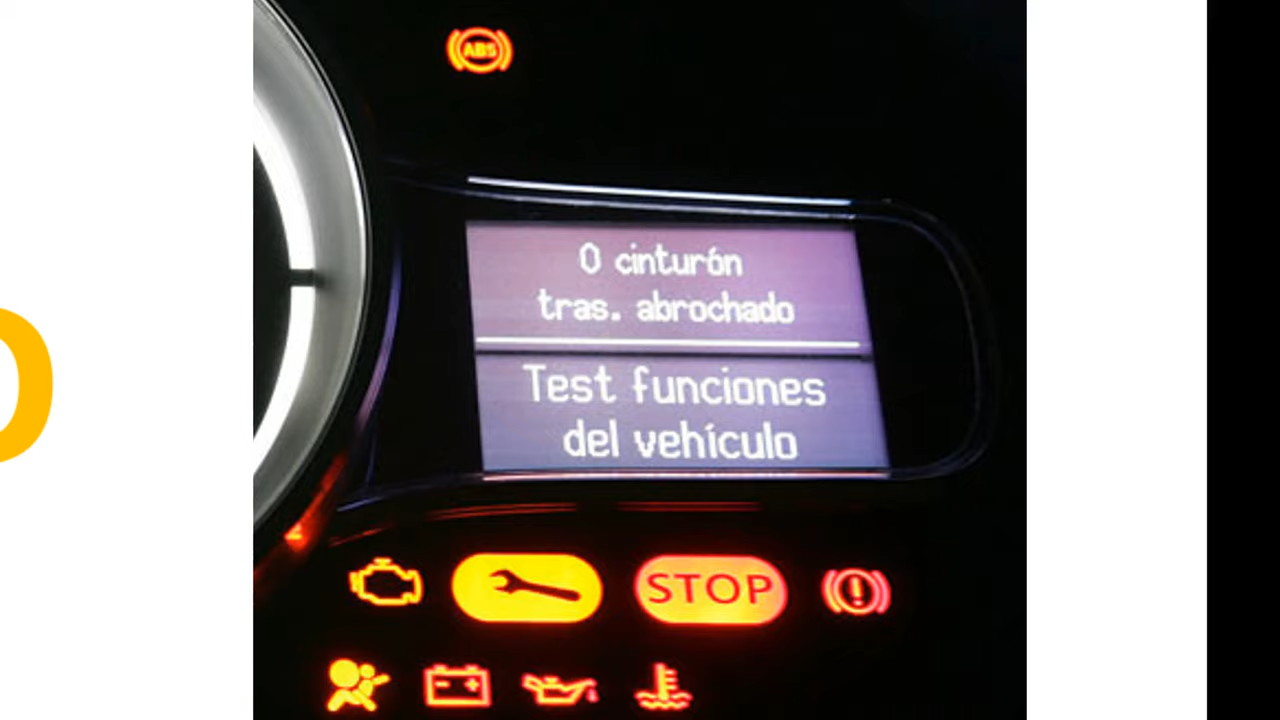 ABS
0 cinturón
tras. abrochado
Test funciones
del vehículo
STOP